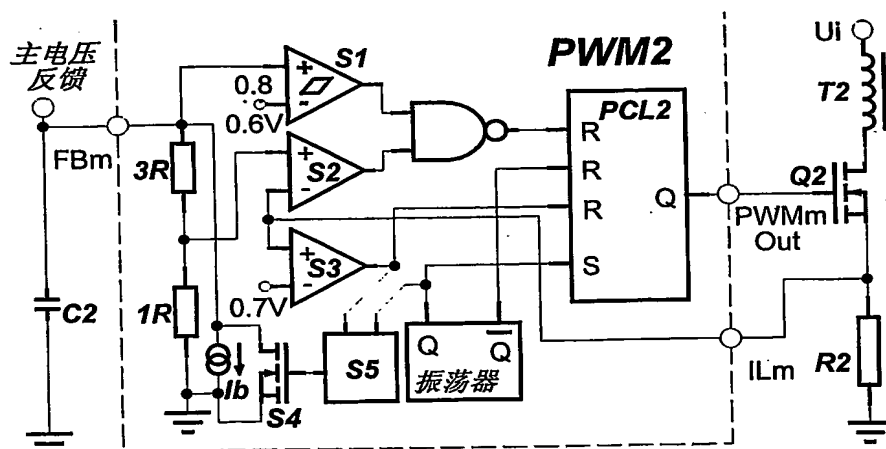 主电压
反馈
FBm
3R
1R
C2
0.8
0.6V
+
-
S1
+
-
S2
+
-
S3
0.7V
Ib
S4
S5
Q
Q
振荡器
PWM2
PCL2
R
R
R
S
Q
PWMm
Out
ILm
Ui
T2
Q2
R2